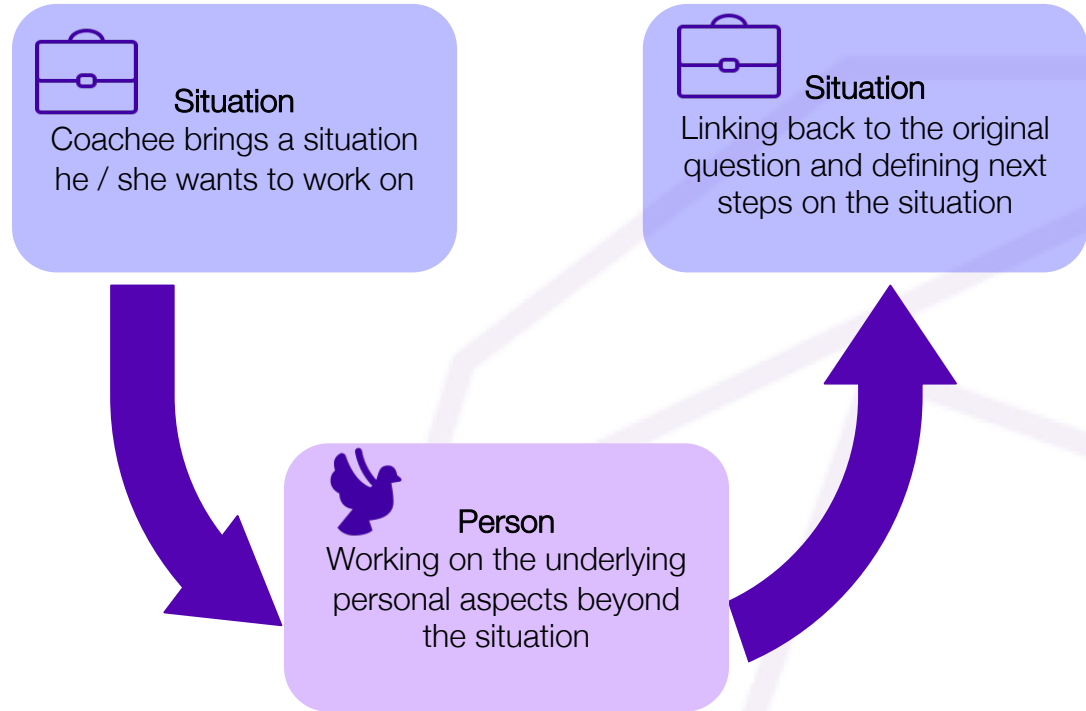 Situation
Coachee brings a situation
he / she wants to work on
Situation
Linking back to the original
question and defining next
steps on the situation
Person
Working on the underlying
personal aspects beyond
the situation